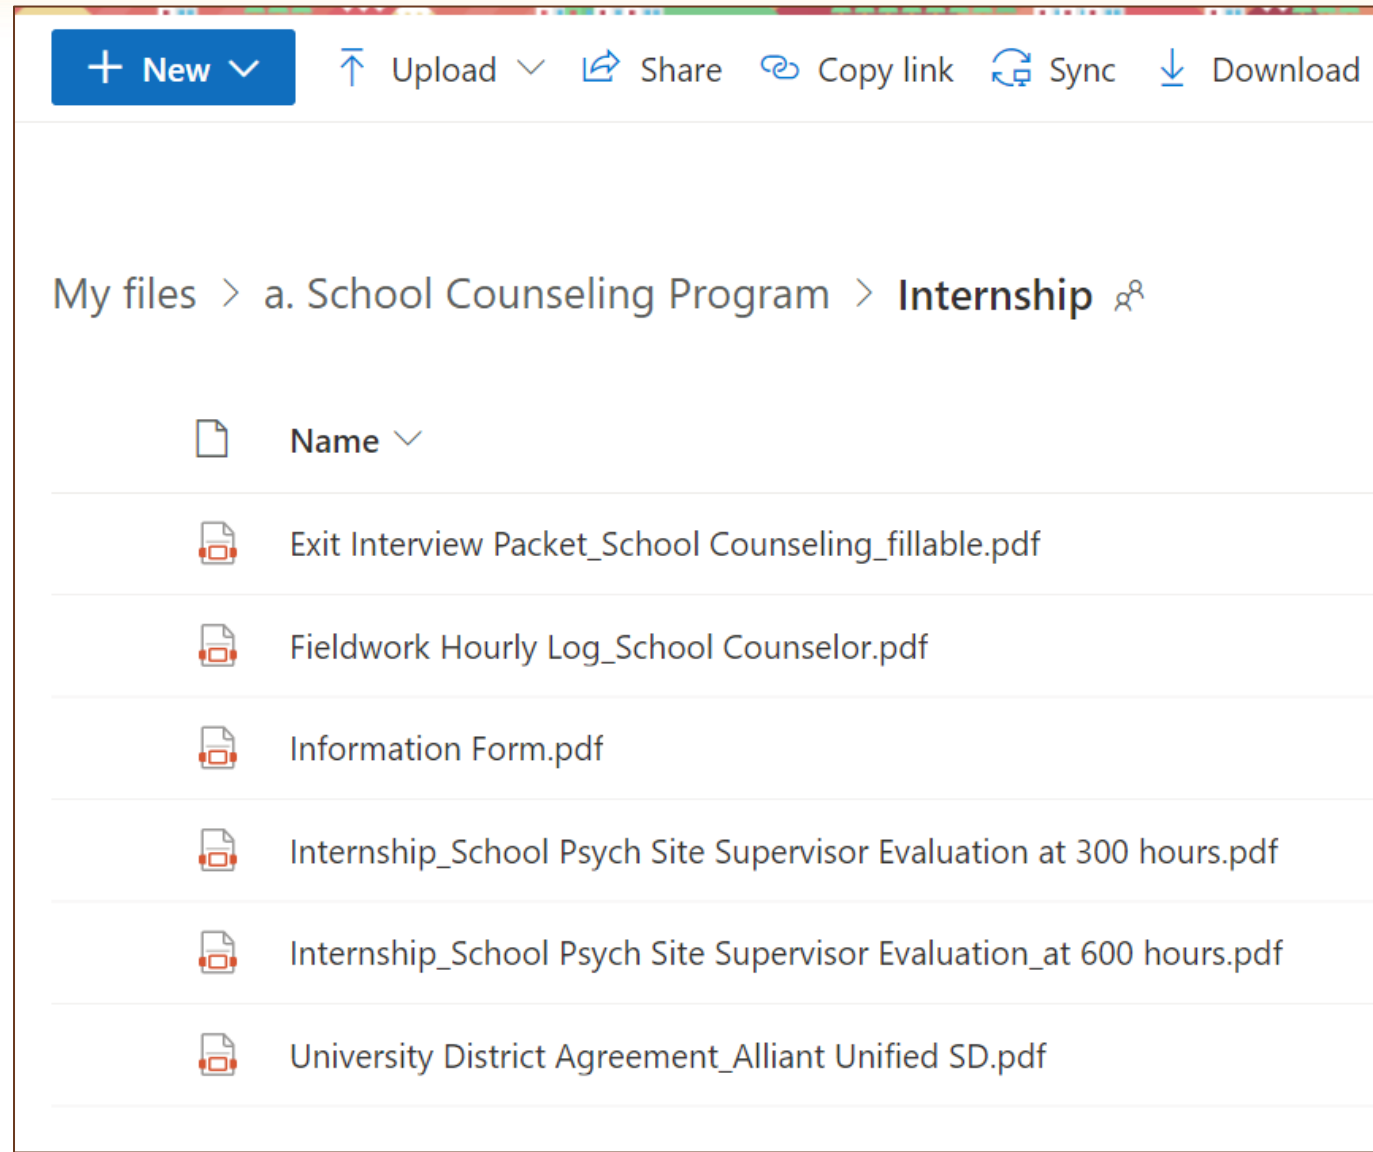 New Upload Share Copy link Sync Download
My files > a. School Counseling Program > Internship
Name
Exit Interview Packet_School Counseling_fillable.pdf
Fieldwork Hourly Log_School Counselor.pdf
Information Form.pdf
Internship_School Psych Site Supervisor Evaluation at 300 hours.pdf
Internship_School Psych Site Supervisor Evaluation_at 600 hours.pdf
University District Agreement_Alliant Unified SD.pdf